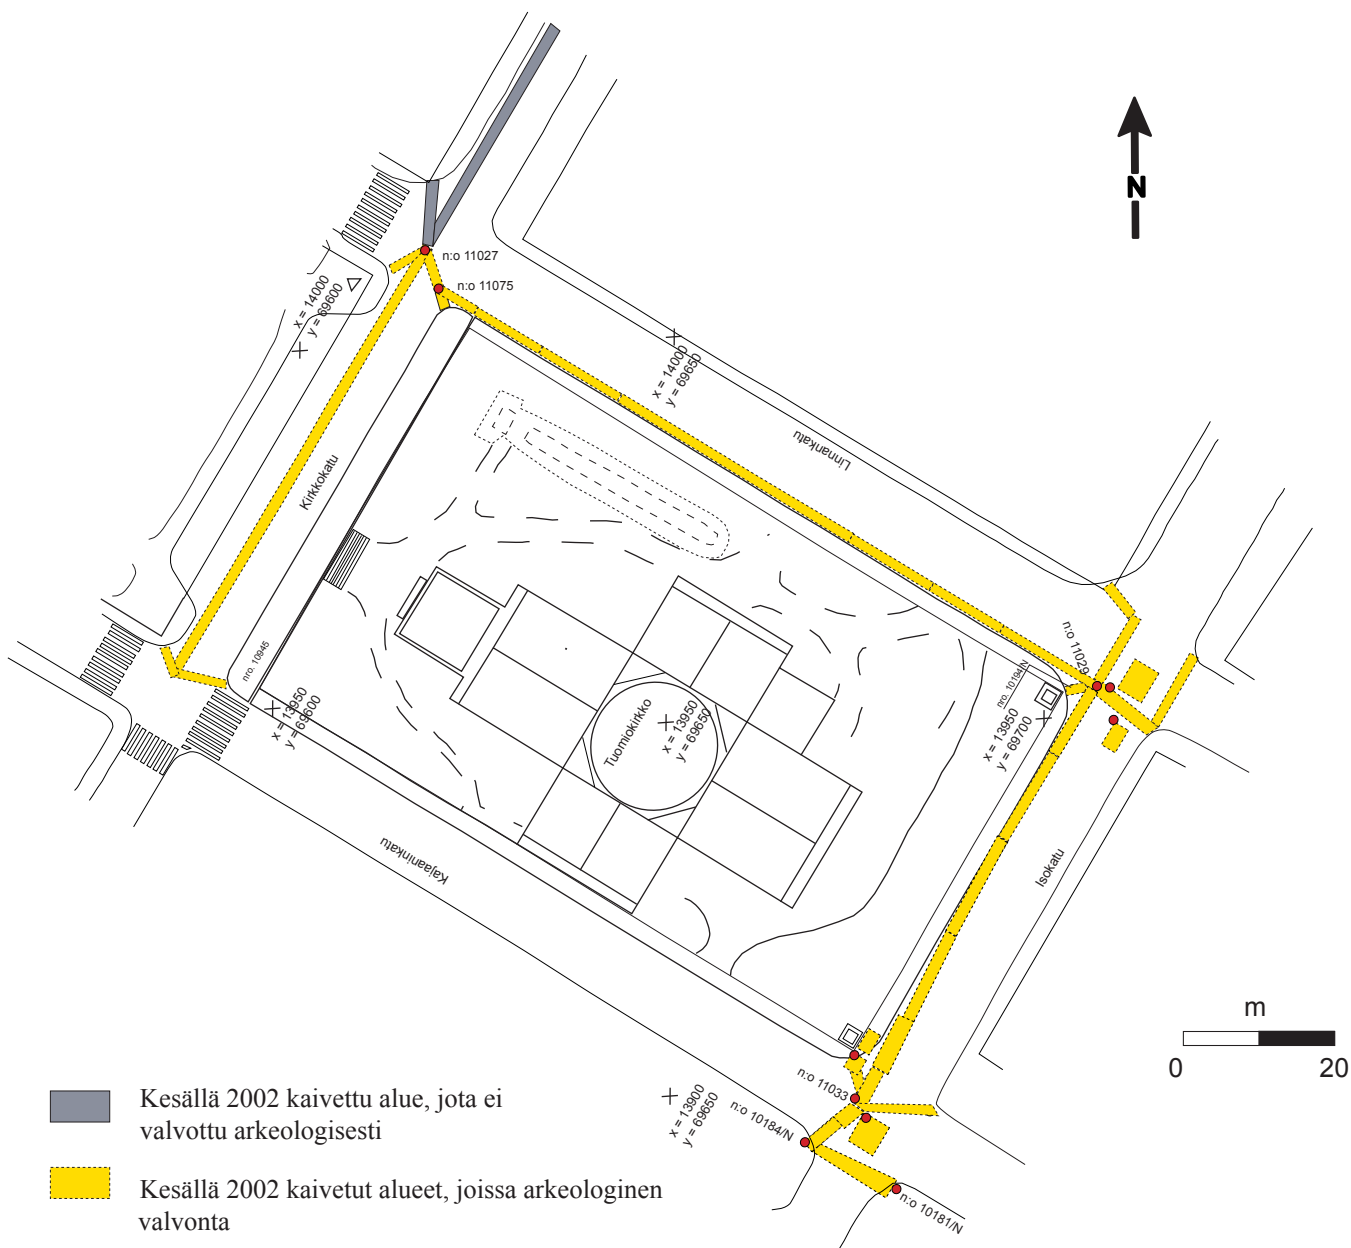 N
n:o 11027
n:o 11075
x = 14000
y = 69600
x = 14000
y = 69650
Linnankatu
Kirkkokatu
n:o 11029
nro. 10194/N
nro. 10945
x = 13950
y = 69600
Tuomiokirkko
x = 13950
y = 69650
x = 13950
y = 69700
Kajaaninkatu
Isokatu
m
0 20
n:o 11033
x = 13900
y = 69650
n:o 10184/N
n:o 10181/N
Kesällä 2002 kaivettu alue, jota ei
valvottu arkeologisesti
Kesällä 2002 kaivetut alueet, joissa arkeologinen
valvonta